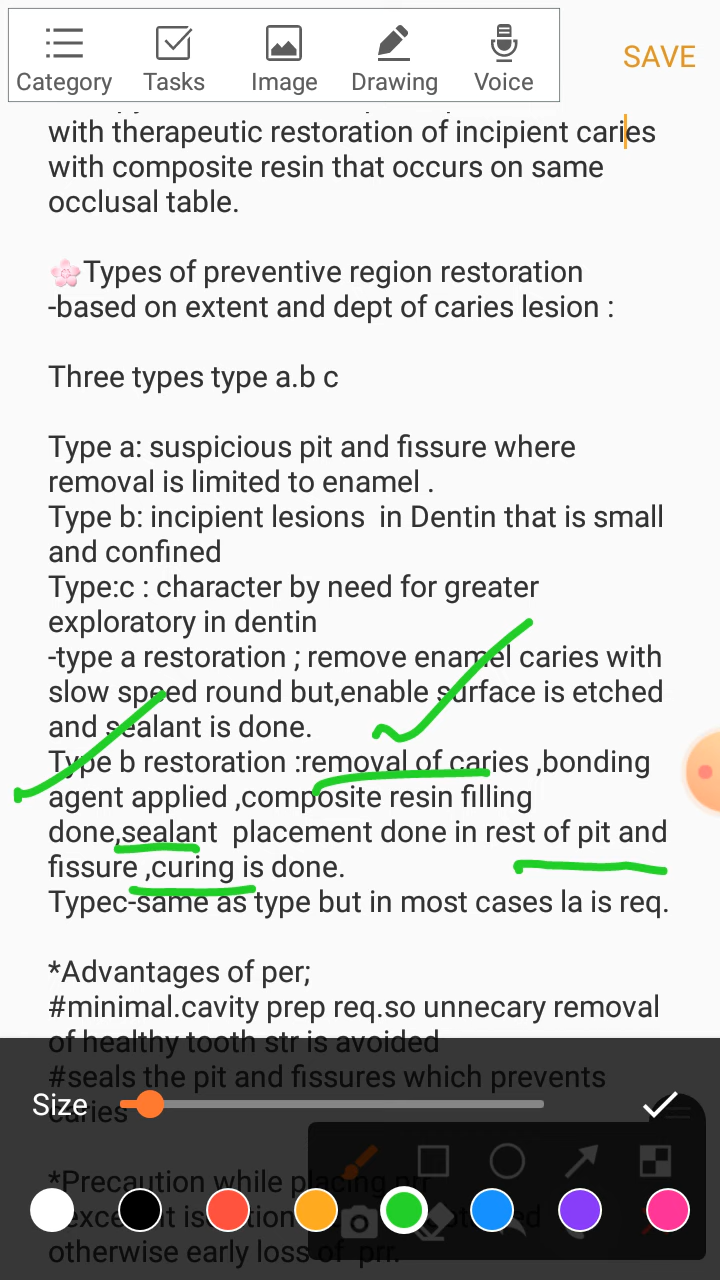 Category Tasks Image Drawing Voice SAVE
with therapeutic restoration of incipient caries
with composite resin that occurs on same
occlusal table.
🌸Types of preventive region restoration
-based on extent and dept of caries lesion :
Three types type a.b c
Type a: suspicious pit and fissure where
removal is limited to enamel .
Type b: incipient lesions  in Dentin that is small
and confined
Type:c : character by need for greater
exploratory in dentin
-type a restoration ; remove enamel caries with
slow speed round but,enable surface is etched
and sealant is done.
Type b restoration :removal of caries ,bonding
agent applied ,composite resin filling
done,sealant  placement done in rest of pit and
fissure ,curing is done.
Typec-same as type but in most cases la is req.
*Advantages of per;
#minimal.cavity prep req.so unnecary removal
of healthy tooth str is avoided
#seals the pit and fissures which prevents
caries
Size
*Precaution while placing prr
otherwise early loss of  prr.